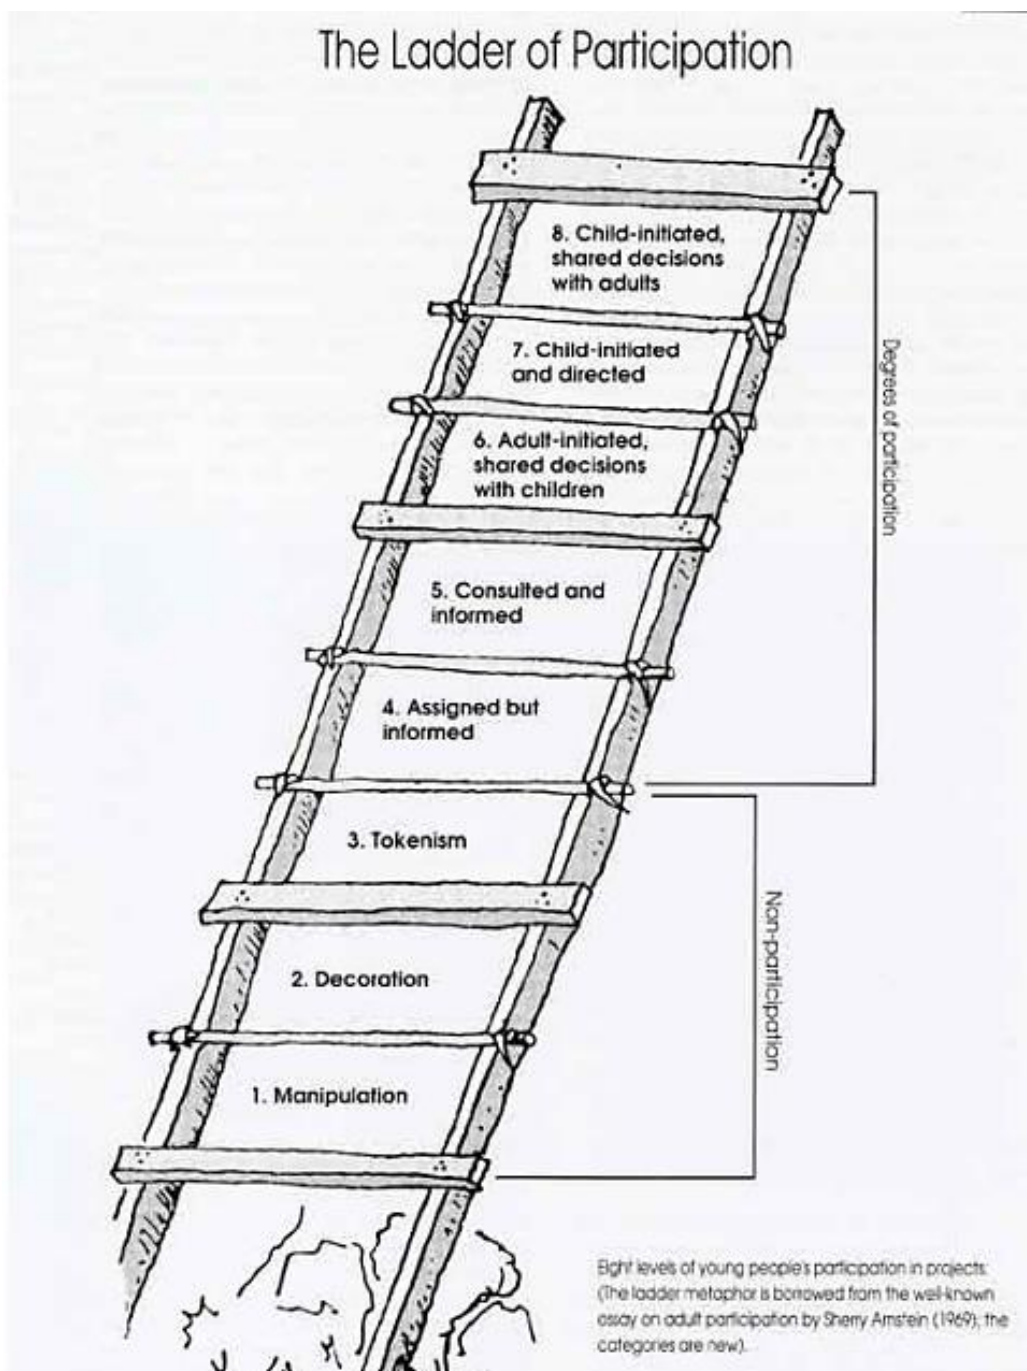 The Ladder of Participation
8. Child-initiated,
shared decisions
with adults
7. Child-initiated
and directed
6. Adult-initiated,
shared decisions
with children
5. Consulted and
informed
4. Assigned but
informed
3. Tokenism
2. Decoration
1. Manipulation
Degrees of participation
Non-participation
Eight levels of young people's participation in projects.
(The ladder metaphor is borrowed from the well-known
essay on adult participation by Sherry Arnstein (1969); the
categories are new).